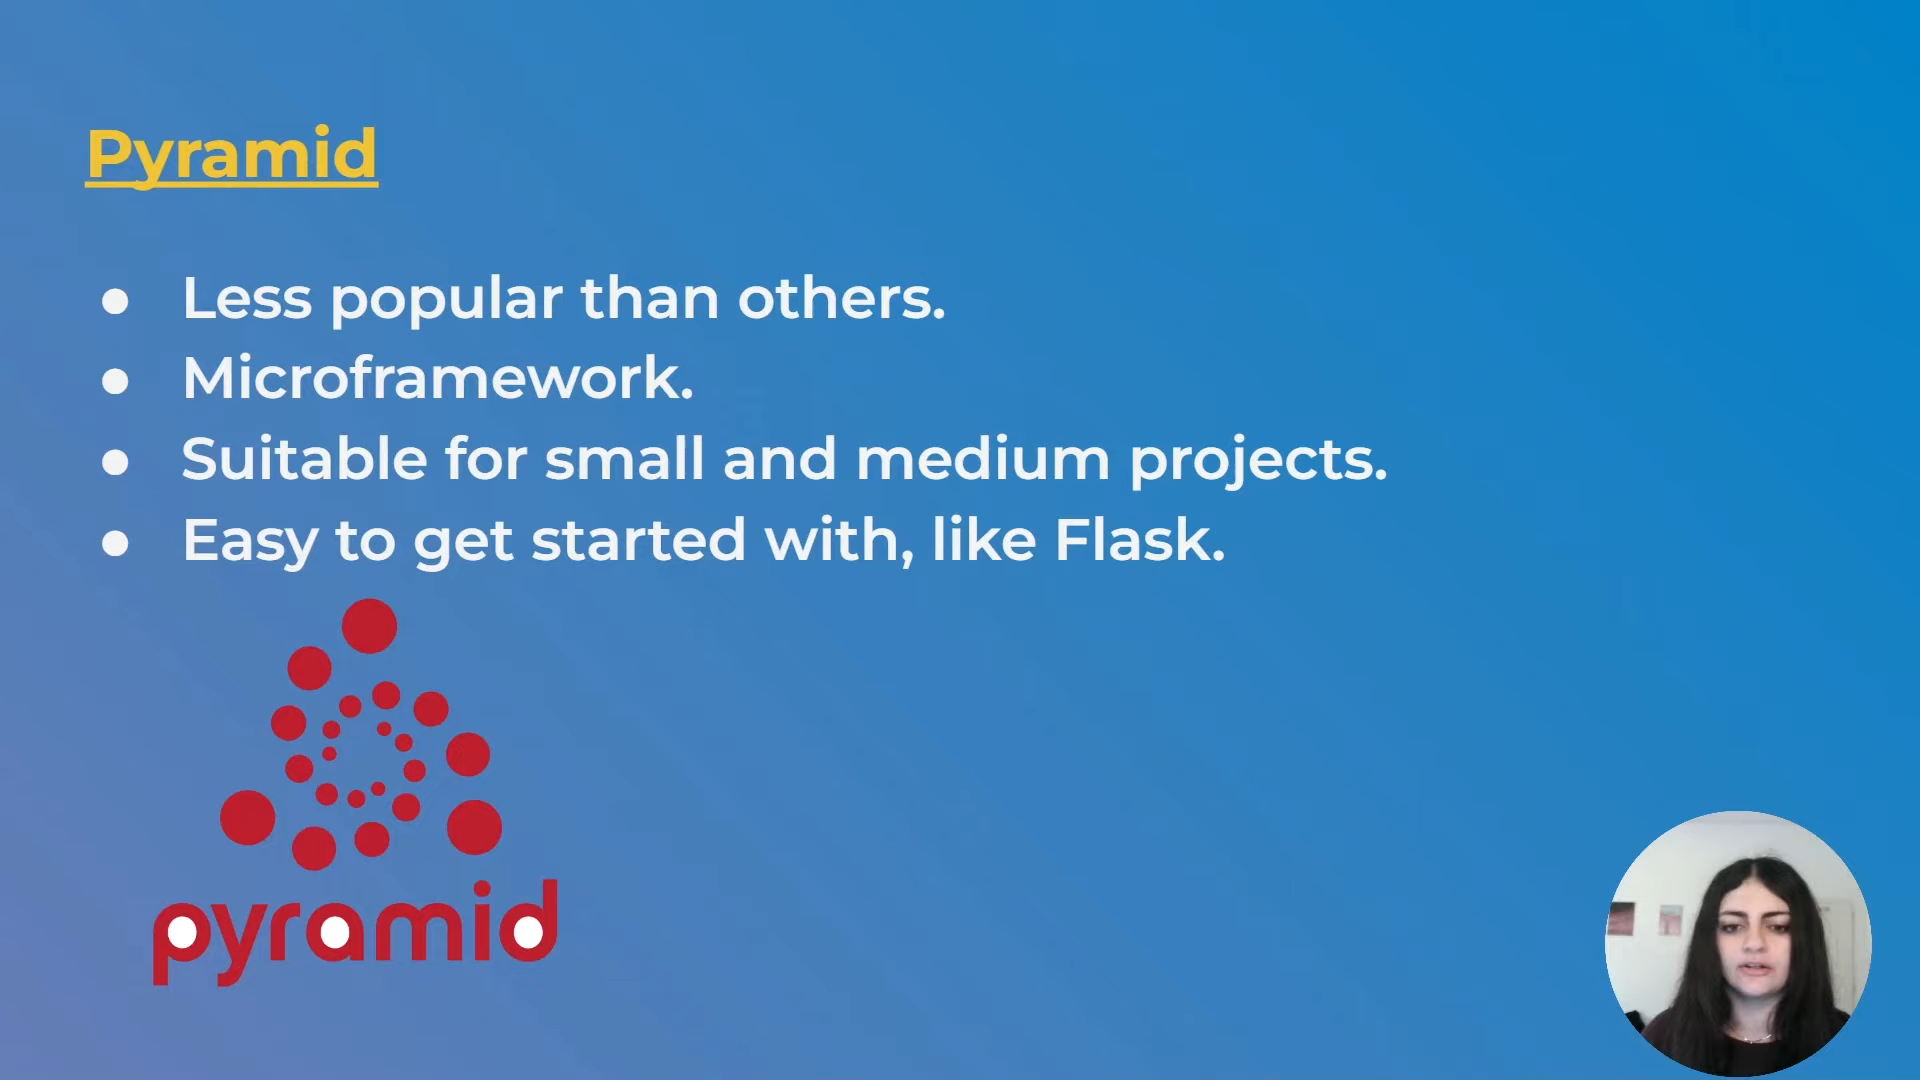 Pyramid
● Less popular than others.
● Microframework.
● Suitable for small and medium projects.
● Easy to get started with, like Flask.
pyramid